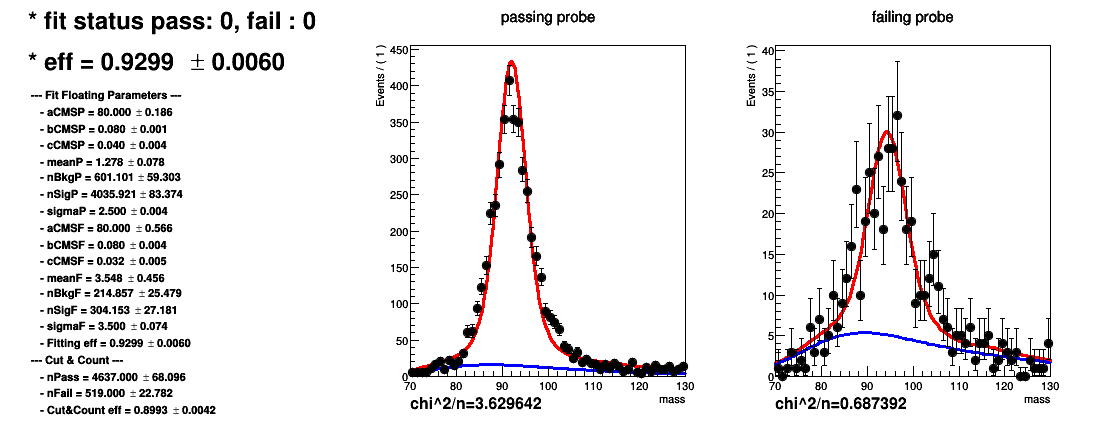 * fit status pass: 0, fail : 0
* eff = 0.9299 ± 0.0060
--- Fit Floating Parameters ---
- aCMSP = 80.000 ± 0.186
- bCMSP = 0.080 ± 0.001
- cCMSP = 0.040 ± 0.004
- meanP = 1.278 ± 0.078
- nBkgP = 601.101 ± 59.303
- nSigP = 4035.921 ± 83.374
- sigmaP = 2.500 ± 0.004
- aCMSF = 80.000 ± 0.566
- bCMSF = 0.080 ± 0.004
- cCMSF = 0.032 ± 0.005
- meanF = 3.548 ± 0.456
- nBkgF = 214.857 ± 25.479
- nSigF = 304.153 ± 27.181
- sigmaF = 3.500 ± 0.074
- Fitting eff = 0.9299 ± 0.0060
--- Cut & Count ---
- nPass = 4637.000 ± 68.096
- nFail = 519.000 ± 22.782
- Cut&Count eff = 0.8993 ± 0.0042
passing probe
Events / ( 1 )
450
400
350
300
250
200
150
100
50
0
70 80 90 100 110 120 130
mass
chi^2/n=3.629642
failing probe
Events / ( 1 )
40
35
30
25
20
15
10
5
0
70 80 90 100 110 120 130
mass
chi^2/n=0.687392